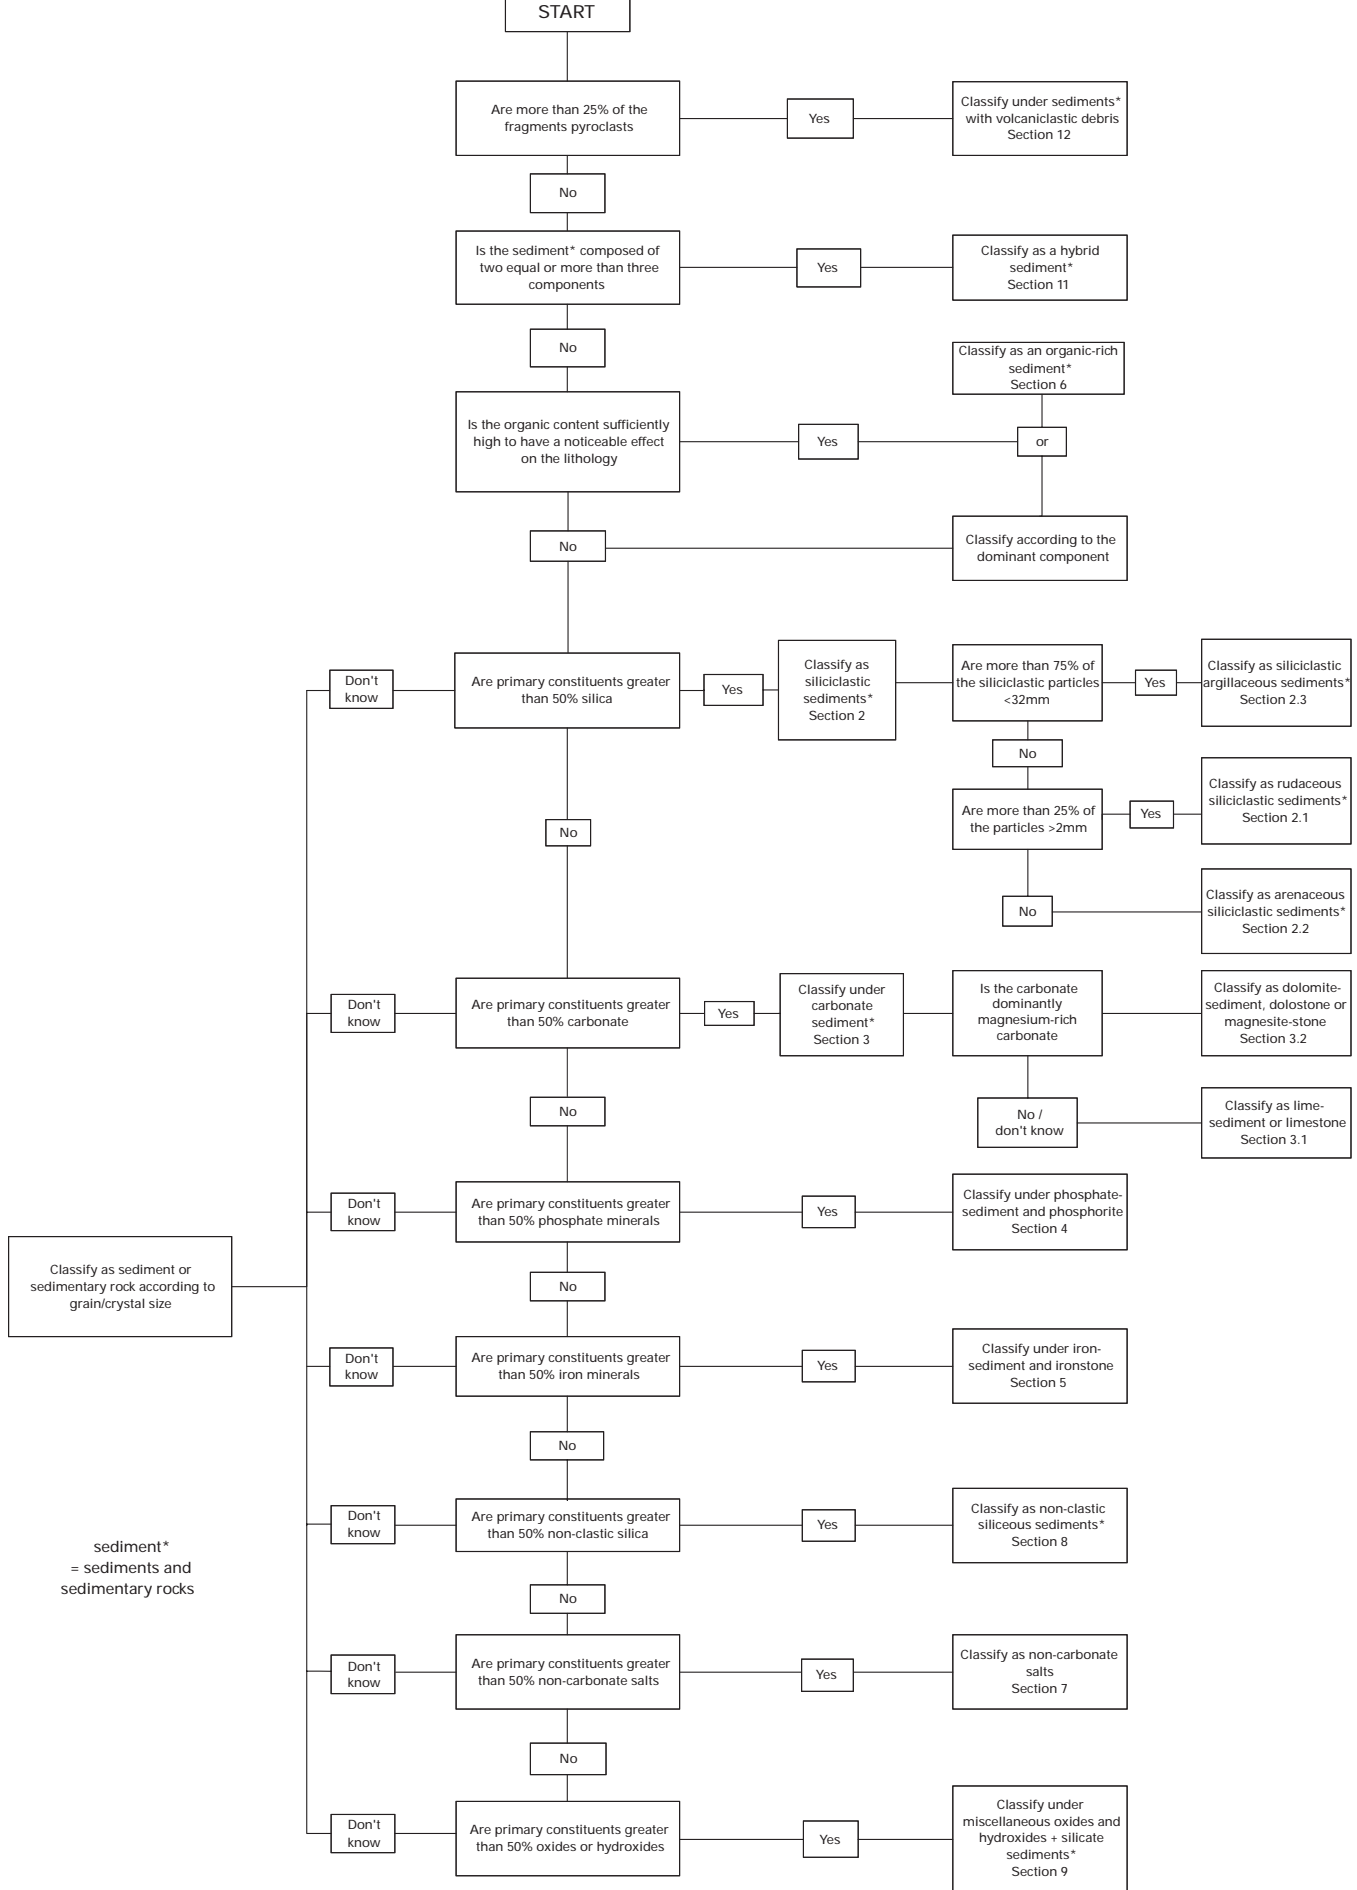 START
Are more than 25% of the
fragments pyroclasts
Yes
Classify under sediments*
with volcaniclastic debris
Section 12
No
Is the sediment* composed of
two equal or more than three
components
Yes
Classify as a hybrid
sediment*
Section 11
No
Classify as an organic-rich
sediment*
Section 6
Is the organic content sufficiently
high to have a noticeable effect
on the lithology
Yes
or
No
Classify according to the
dominant component
Don't
know
Are primary constituents greater
than 50% silica
Yes
Classify as
siliciclastic
sediments*
Section 2
Are more than 75% of
the siliciclastic particles
<32mm
Yes
Classify as siliciclastic
argillaceous sediments*
Section 2.3
No
Are more than 25% of
the particles >2mm
Yes
Classify as rudaceous
siliciclastic sediments*
Section 2.1
No
No
Classify as arenaceous
siliciclastic sediments*
Section 2.2
Don't
know
Are primary constituents greater
than 50% carbonate
Yes
Classify under
carbonate
sediment*
Section 3
Is the carbonate
dominantly
magnesium-rich
carbonate
Classify as dolomite-
sediment, dolostone or
magnesite-stone
Section 3.2
No
No /
don't know
Classify as lime-
sediment or limestone
Section 3.1
Don't
know
Are primary constituents greater
than 50% phosphate minerals
Yes
Classify under phosphate-
sediment and phosphorite
Section 4
Classify as sediment or
sedimentary rock according to
grain/crystal size
No
Don't
know
Are primary constituents greater
than 50% iron minerals
Yes
Classify under iron-
sediment and ironstone
Section 5
No
Don't
know
Are primary constituents greater
than 50% non-clastic silica
Yes
Classify as non-clastic
siliceous sediments*
Section 8
sediment*
= sediments and
sedimentary rocks
No
Don't
know
Are primary constituents greater
than 50% non-carbonate salts
Yes
Classify as non-carbonate
salts
Section 7
No
Don't
know
Are primary constituents greater
than 50% oxides or hydroxides
Yes
Classify under
miscellaneous oxides and
hydroxides + silicate
sediments*
Section 9